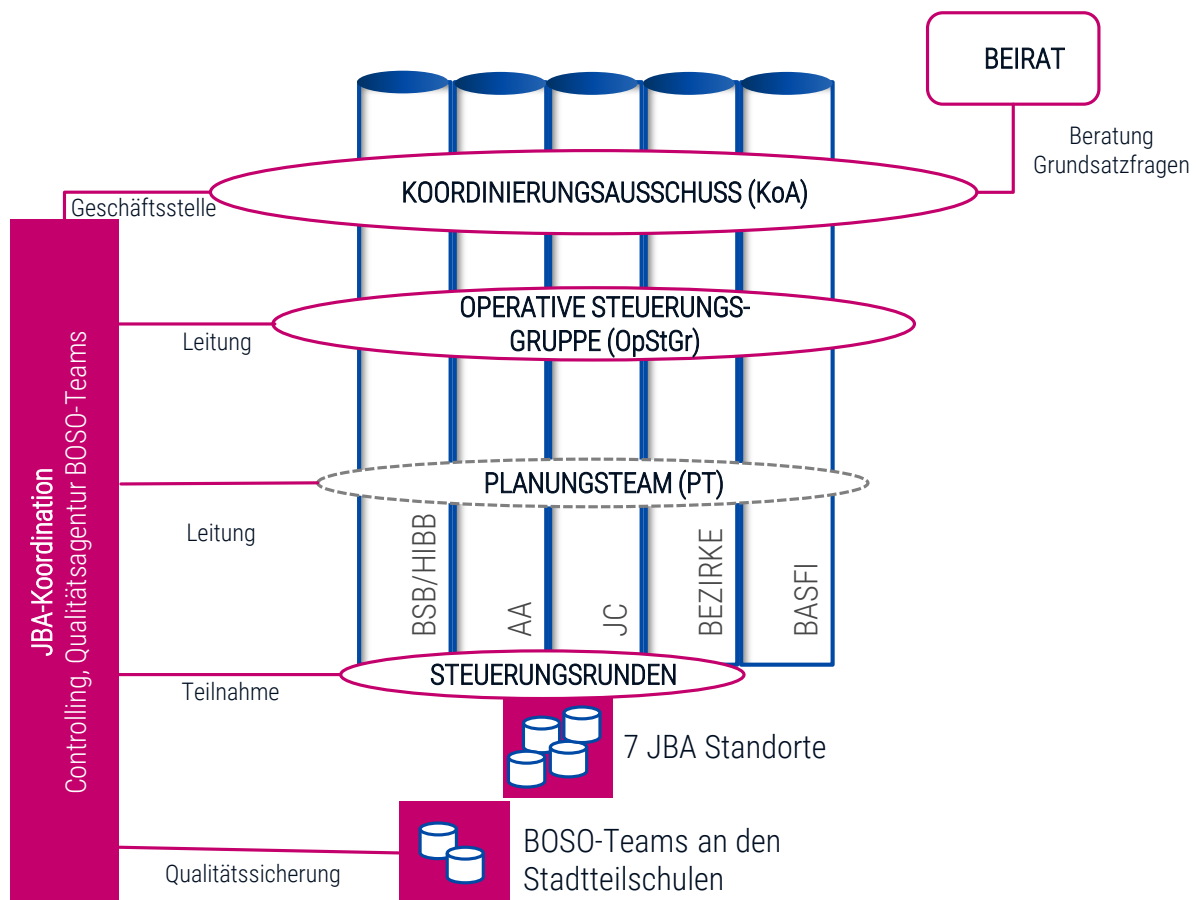 BEIRAT
Beratung
Grundsatzfragen
KOORDINIERUNGSAUSSCHUSS (KoA)
Geschäftsstelle
OPERATIVE STEUERUNGS-
GRUPPE (OpStGr)
Leitung
PLANUNGSTEAM (PT)
Leitung
BSB/HIBB
AA
JC
BEZIRKE
BASFI
JBA-Koordination
Controlling, Qualitätsagentur BOSO-Teams
STEUERUNGSRUNDEN
Teilnahme
7 JBA Standorte
BOSO-Teams an den
Stadtteilschulen
Qualitätssicherung